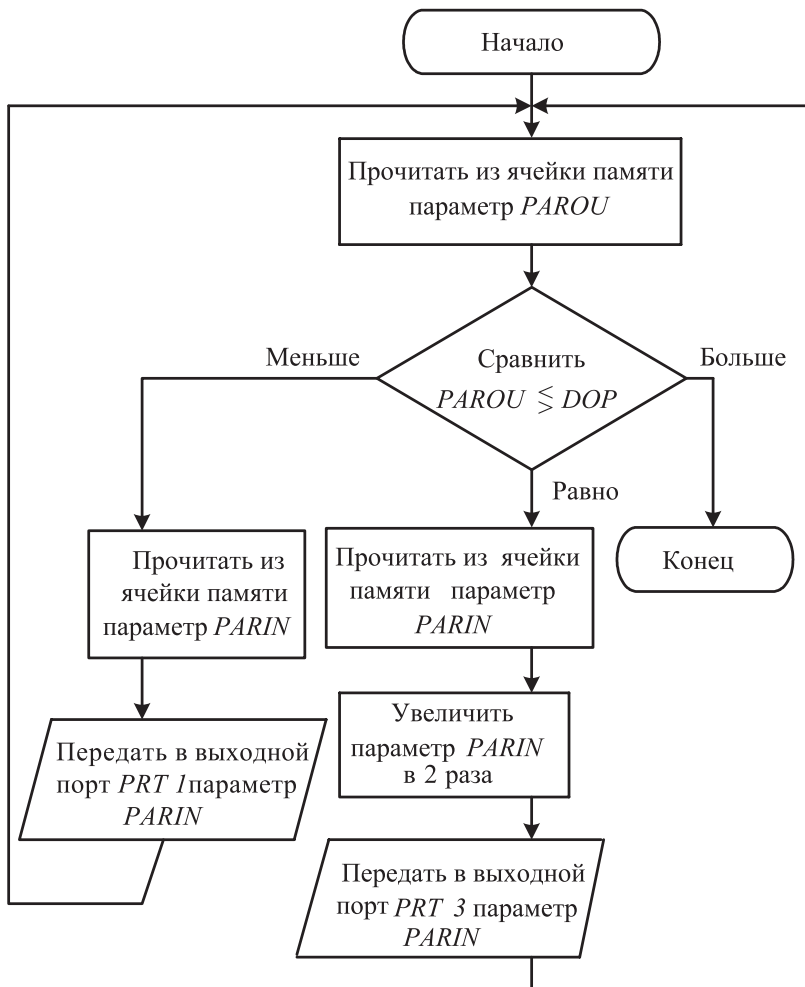 Начало
Прочитать из ячейки памяти
параметр PAROU
Меньше
Сравнить
PAROU ≶ DOP
Больше
Равно
Прочитать из
ячейки памяти
параметр PARIN
Прочитать из ячейки
памяти параметр
PARIN
Конец
Увеличить
параметр PARIN
в 2 раза
Передать в выходной
порт PRT 1 параметр
PARIN
Передать в выходной
порт PRT 3 параметр
PARIN